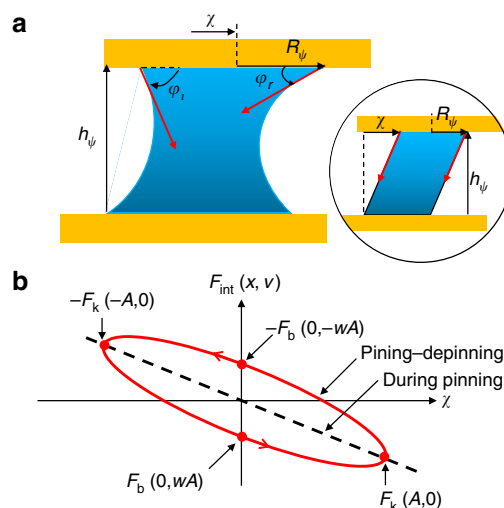 a
χ
R_ψ
φ_ι
φ_r
h_ψ
χ
R_ψ
h_ψ
b
F_int (x, v)
−F_k (−A,0)
−F_b (0,−wA)
Pining–depinning
During pinning
χ
F_b (0,wA)
F_k (A,0)